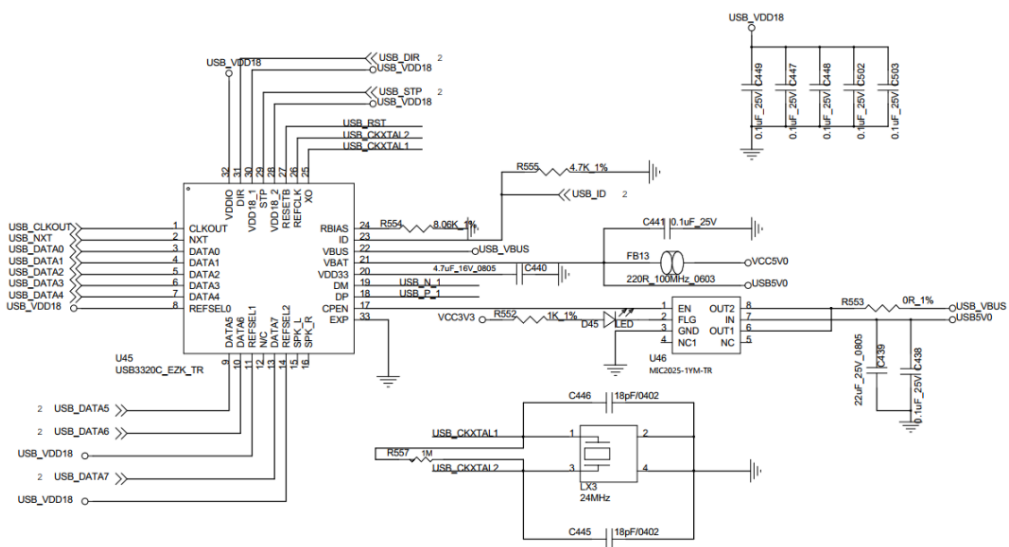 USB_VDD18
C449
0.1uF_25V
C447
0.1uF_25V
C448
0.1uF_25V
C502
0.1uF_25V
C503
0.1uF_25V
USB_VDD18
USB_DIR 2
USB_VDD18
USB_STP 2
USB_VDD18
USB_RST
USB_CKXTAL2
USB_CKXTAL1
32 31 30 29 28 27 26 25
VDDIO
DIR
VDD18_1
STP
VDD18_2
RESETB
REFCLK
XO
R555 4.7K_1%
USB_ID 2
USB_CLKOUT 1 CLKOUT
USB_NXT 2 NXT
USB_DATA0 3 DATA0
USB_DATA1 4 DATA1
USB_DATA2 5 DATA2
USB_DATA3 6 DATA3
USB_DATA4 7 DATA4
USB_VDD18 8 REFSEL0
RBIAS 24 R554 8.06K_1%
ID 23
VBUS 22 USB_VBUS
VBAT 21
VDD33 20 4.7uF_16V_0805 C440
DM 19 USB_N_1
DP 18 USB_P_1
CPEN 17
EXP 33
C441 0.1uF_25V
FB13 VCC5V0
220R_100MHz_0603 USB5V0
DATA5
DATA6
REFSEL1
N/C
DATA7
REFSEL2
SPK_L
SPK_R
9 10 11 12 13 14 15 16
U45
USB3320C_EZK_TR
VCC3V3 R552 1K_1% D45 LED
1 EN OUT2 8 R553 0R_1% USB_VBUS
2 FLG IN 7 USB5V0
3 GND OUT1 6
4 NC1 NC 5
U46
MIC2025-1YM-TR
C439
22uF_25V_0805
C438
0.1uF_25V
2 USB_DATA5
2 USB_DATA6
USB_VDD18
2 USB_DATA7
USB_VDD18
C446 18pF/0402
USB_CKXTAL1 1 2
R557 1M
USB_CKXTAL2 3 4
LX3
24MHz
C445 18pF/0402